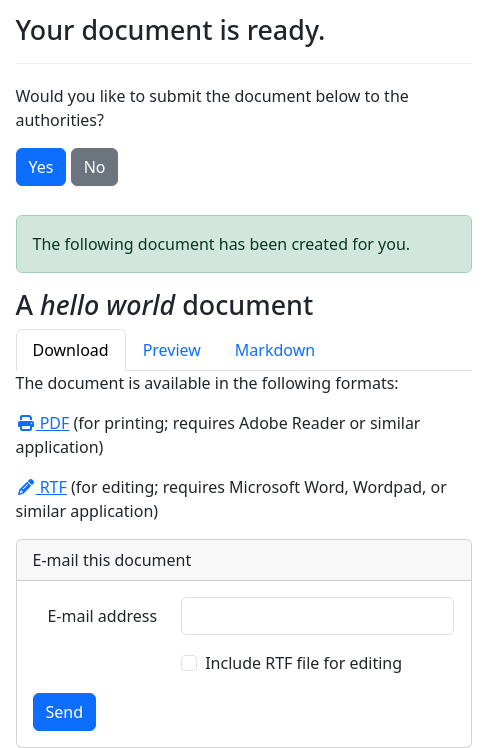 Your document is ready.
Would you like to submit the document below to the
authorities?
Yes No
The following document has been created for you.
A hello world document
Download Preview Markdown
The document is available in the following formats:
PDF (for printing; requires Adobe Reader or similar
application)
RTF (for editing; requires Microsoft Word, Wordpad, or
similar application)
E-mail this document
E-mail address
Include RTF file for editing
Send